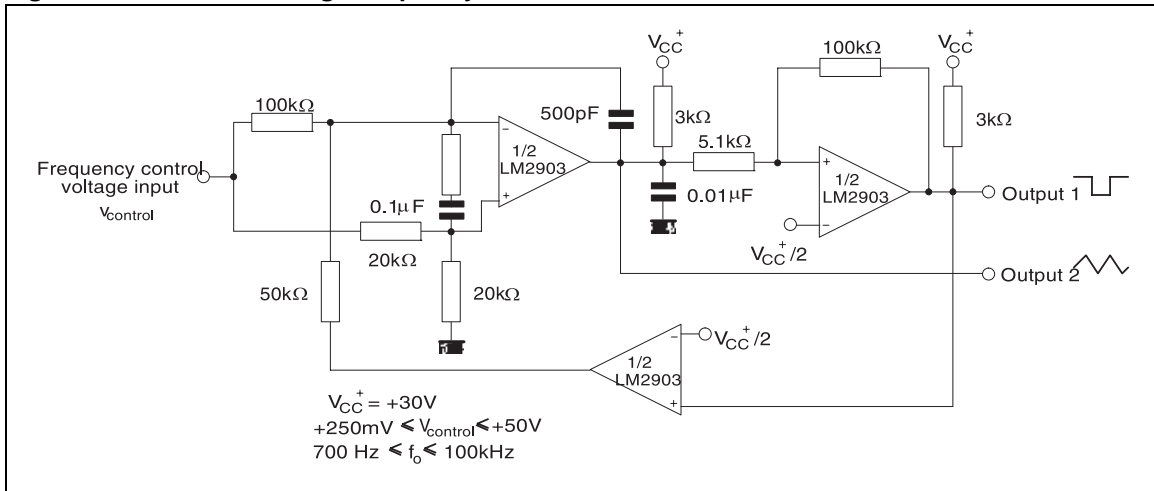 V_CC^+
100kΩ
V_CC^+
100kΩ
500pF
3kΩ
3kΩ
5.1kΩ
−
1/2
LM2903
+
+
1/2
LM2903
−
Frequency control
voltage input
V_control
0.1µF
0.01µF
Output 1
20kΩ
V_CC^+/2
50kΩ
20kΩ
Output 2
−
V_CC^+/2
1/2
LM2903
+
V_CC^+ = +30V
+250mV ≤ V_control ≤ +50V
700 Hz ≤ f_o ≤ 100kHz